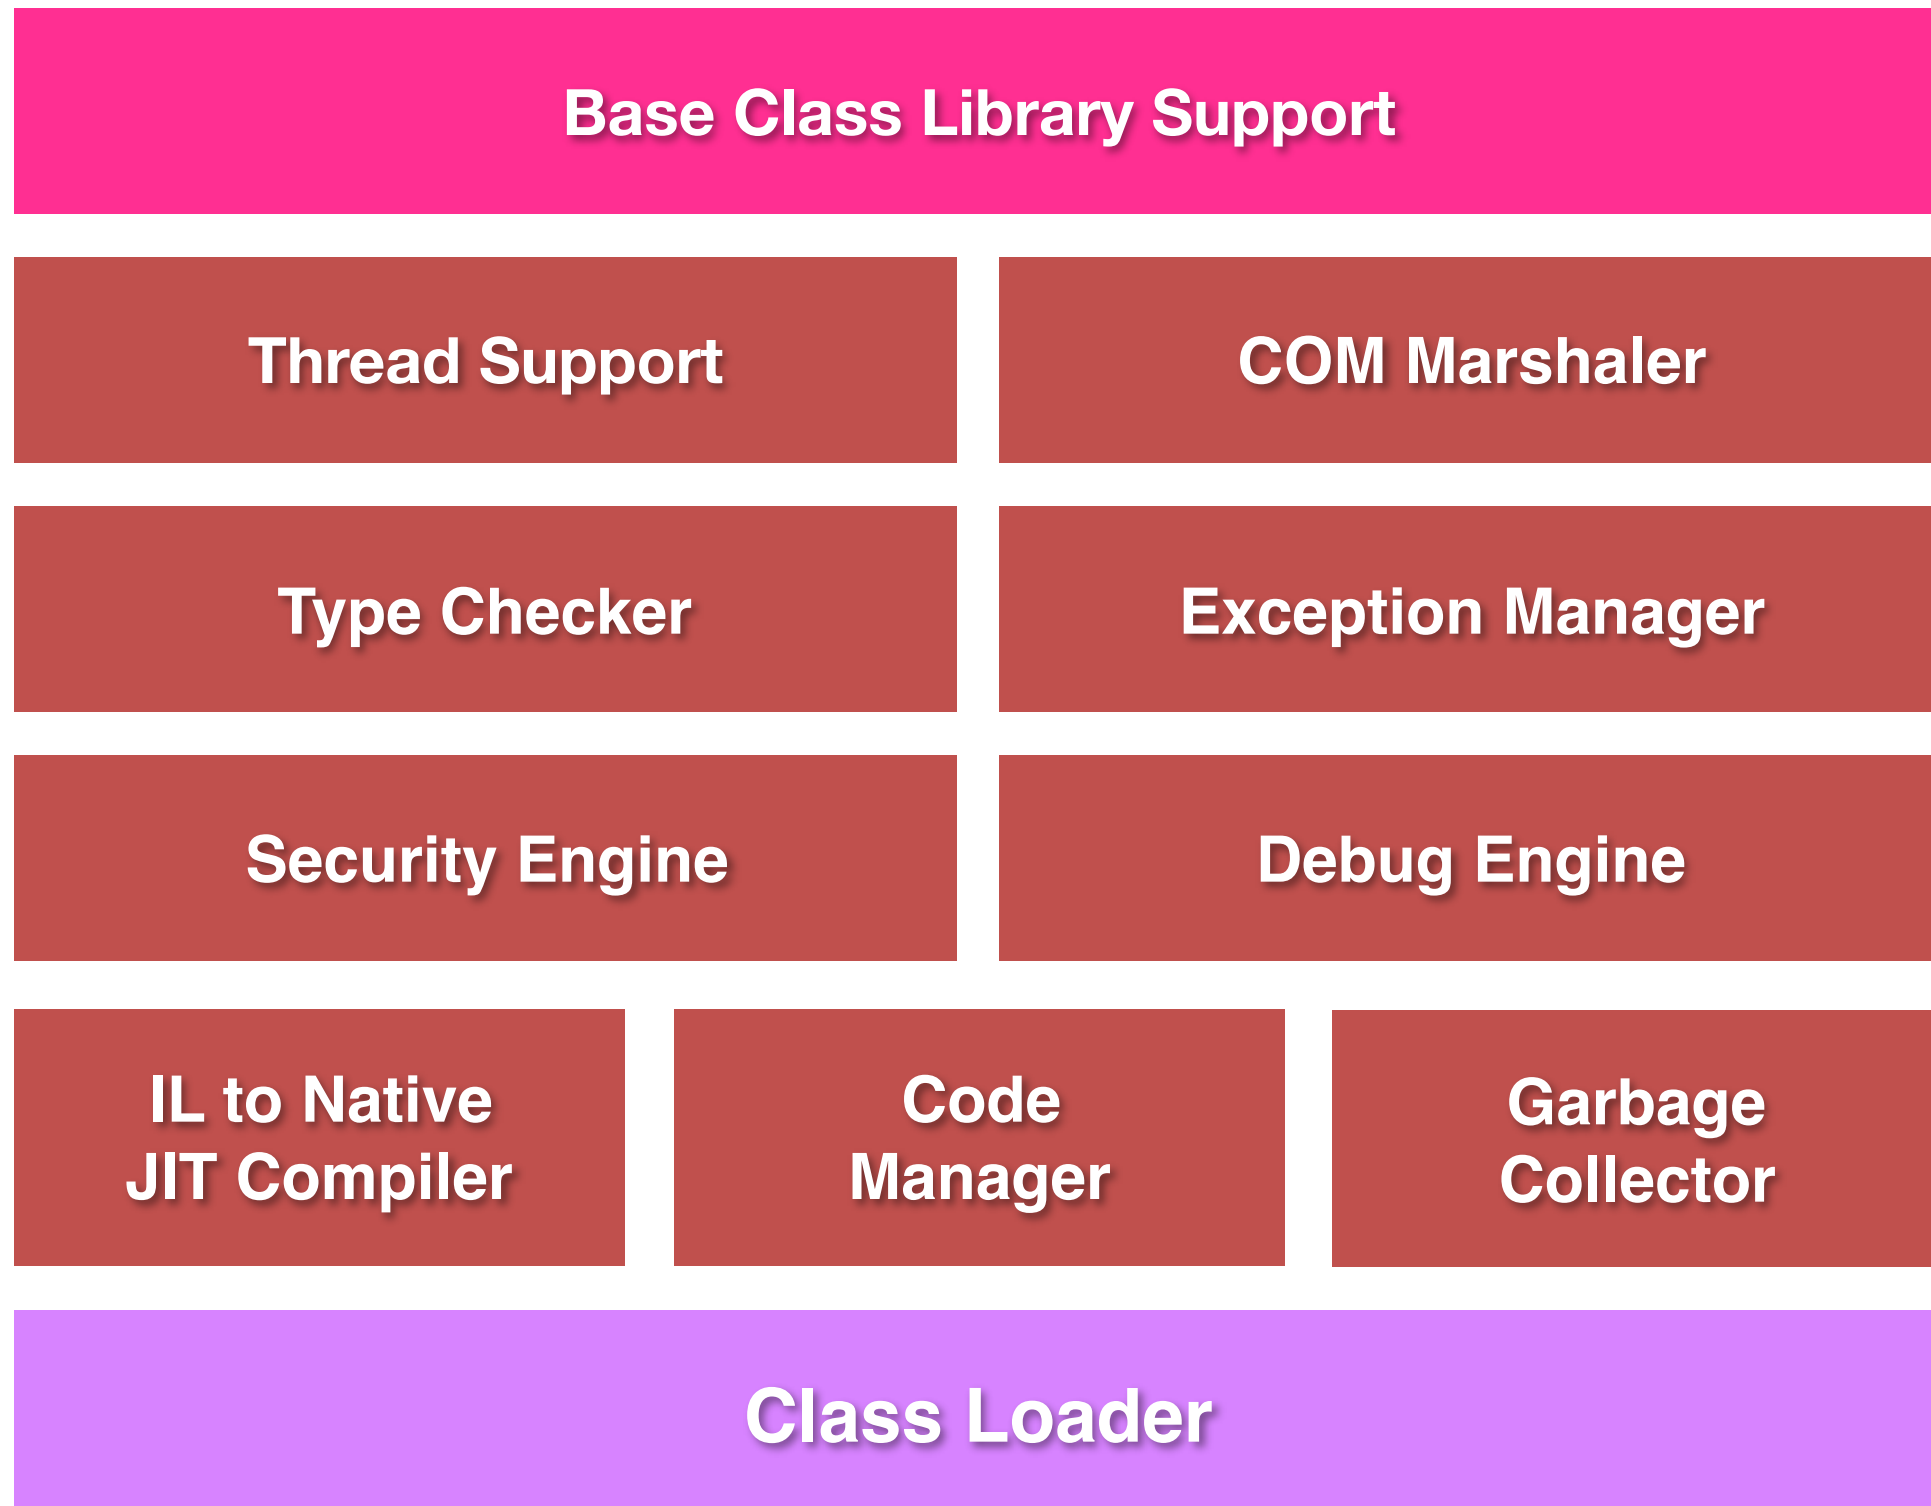 Base Class Library Support
Thread Support
COM Marshaler
Type Checker
Exception Manager
Security Engine
Debug Engine
IL to Native
JIT Compiler
Code
Manager
Garbage
Collector
Class Loader